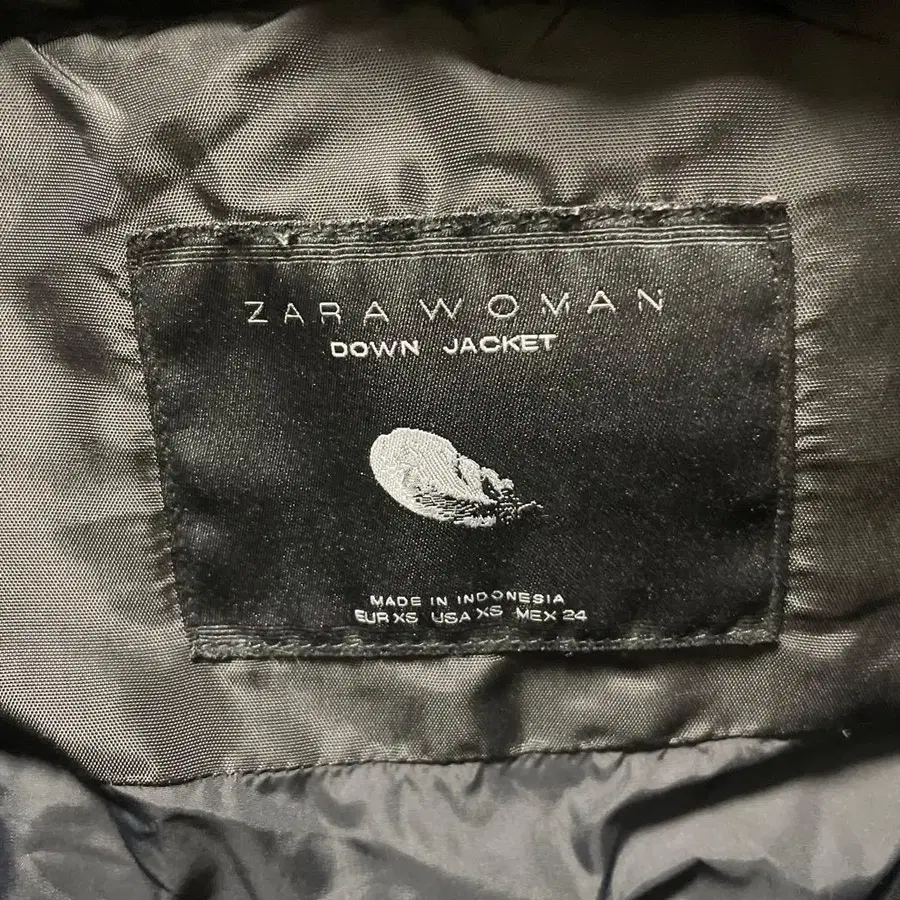 ZARA WOMAN
DOWN JACKET
MADE IN INDONESIA
EUR XS USA XS MEX 24